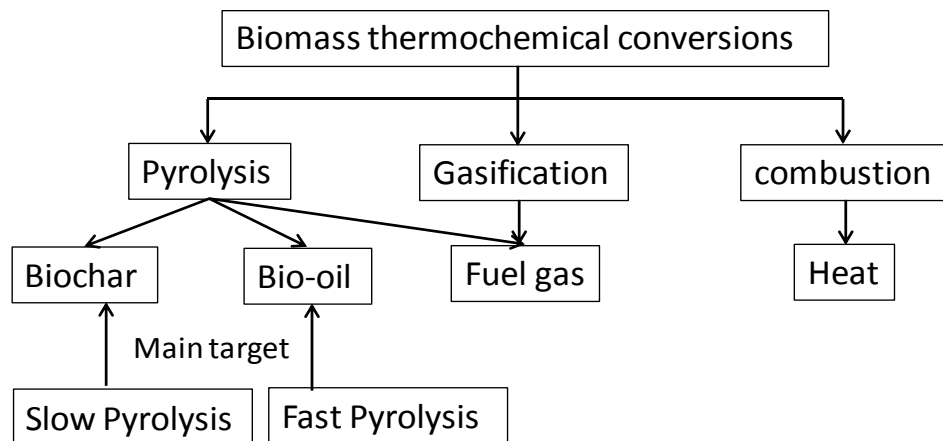 Biomass thermochemical conversions
Pyrolysis
Gasification
combustion
Biochar
Bio-oil
Fuel gas
Heat
Main target
Slow Pyrolysis
Fast Pyrolysis